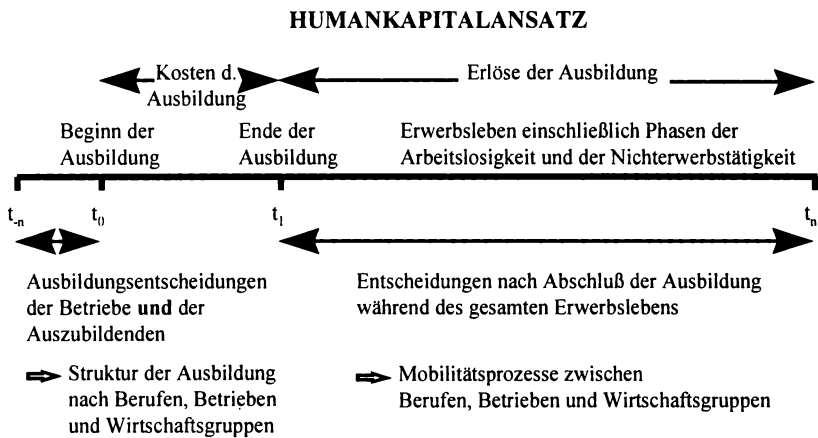 HUMANKAPITALANSATZ
Kosten d.
Ausbildung
Erlöse der Ausbildung
Beginn der
Ausbildung
Ende der
Ausbildung
Erwerbsleben einschließlich Phasen der
Arbeitslosigkeit und der Nichterwerbstätigkeit
t-n
t0
t1
tn
Ausbildungsentscheidungen
der Betriebe und der
Auszubildenden
Entscheidungen nach Abschluß der Ausbildung
während des gesamten Erwerbslebens
Struktur der Ausbildung
nach Berufen, Betrieben
und Wirtschaftsgruppen
Mobilitätsprozesse zwischen
Berufen, Betrieben und Wirtschaftsgruppen